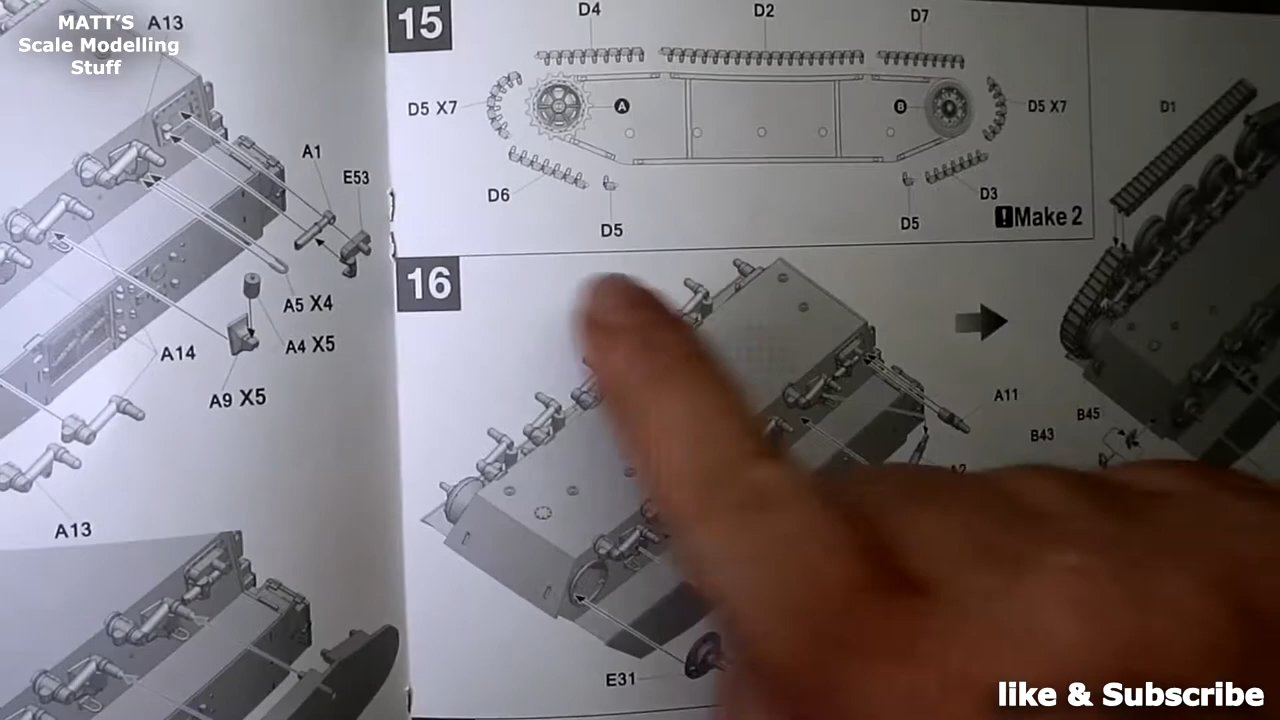 MATT'S
Scale Modelling
Stuff
A13
A1
E53
A5 X4
A4 X5
A14
A9 X5
A13
15
D4
D2
D7
D5 X7
A
B
D5 X7
D6
D5
D5
D3
!Make 2
16
D1
A11
B45
B43
A2
E31
like & Subscribe